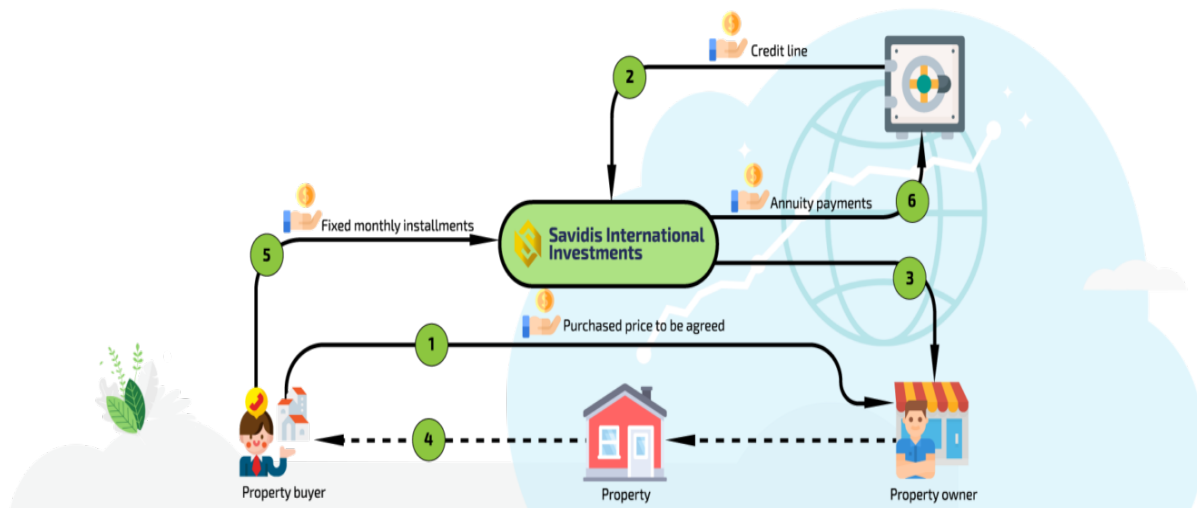 Credit line
2
Annuity payments
6
Fixed monthly installments
5
Savidis International
Investments
3
Purchased price to be agreed
1
4
Property buyer
Property
Property owner